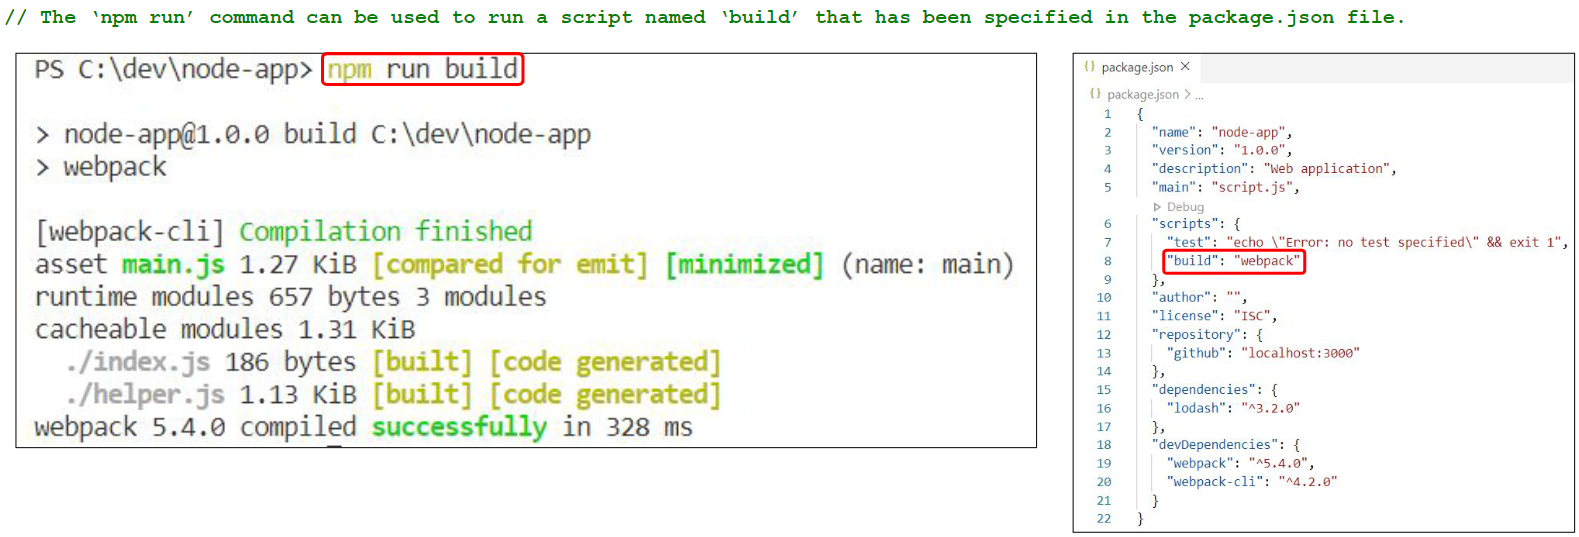 // The ‘npm run’ command can be used to run a script named ‘build’ that has been specified in the package.json file.
PS C:\dev\node-app> npm run build
> node-app@1.0.0 build C:\dev\node-app
> webpack
[webpack-cli] Compilation finished
asset main.js 1.27 KiB [compared for emit] [minimized] (name: main)
runtime modules 657 bytes 3 modules
cacheable modules 1.31 KiB
./index.js 186 bytes [built] [code generated]
./helper.js 1.13 KiB [built] [code generated]
webpack 5.4.0 compiled successfully in 328 ms
{} package.json ×
{} package.json > ...
1 {
2 "name": "node-app",
3 "version": "1.0.0",
4 "description": "Web application",
5 "main": "script.js",
▷ Debug
6 "scripts": {
7 "test": "echo \"Error: no test specified\" && exit 1",
8 "build": "webpack"
9 },
10 "author": "",
11 "license": "ISC",
12 "repository": {
13 "github": "localhost:3000"
14 },
15 "dependencies": {
16 "lodash": "^3.2.0"
17 },
18 "devDependencies": {
19 "webpack": "^5.4.0",
20 "webpack-cli": "^4.2.0"
21 }
22 }